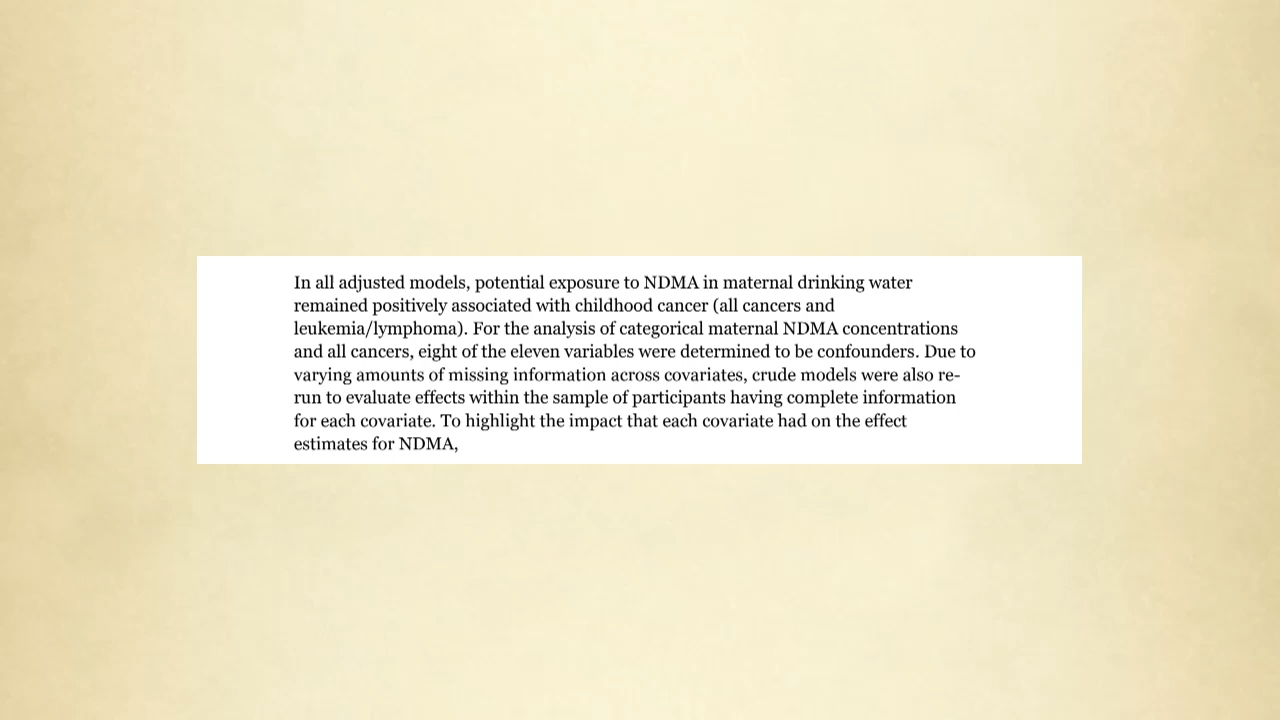 In all adjusted models, potential exposure to NDMA in maternal drinking water
remained positively associated with childhood cancer (all cancers and
leukemia/lymphoma). For the analysis of categorical maternal NDMA concentrations
and all cancers, eight of the eleven variables were determined to be confounders. Due to
varying amounts of missing information across covariates, crude models were also re-
run to evaluate effects within the sample of participants having complete information
for each covariate. To highlight the impact that each covariate had on the effect
estimates for NDMA,